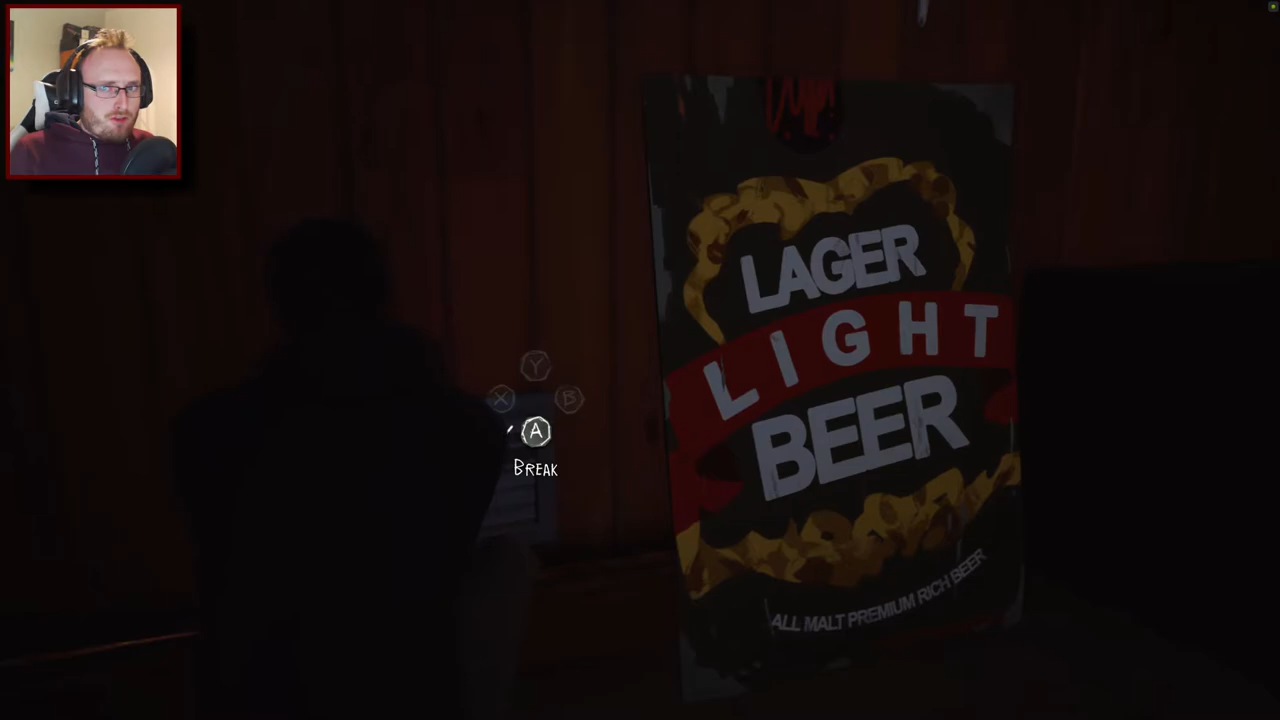 LAGER
LIGHT
BEER
ALL MALT PREMIUM RICH BEER
Y
X B
A
BREAK